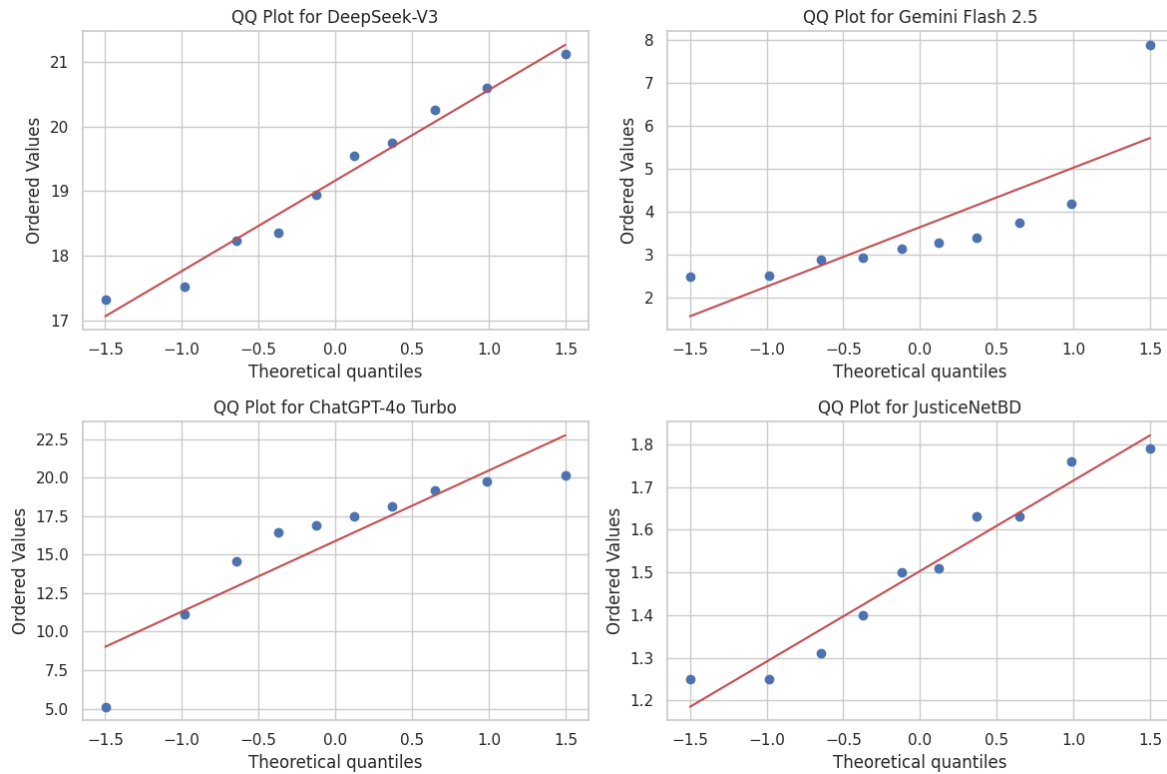 QQ Plot for DeepSeek-V3
21
20
19
18
17
Ordered Values
−1.5 −1.0 −0.5 0.0 0.5 1.0 1.5
Theoretical quantiles
QQ Plot for Gemini Flash 2.5
8
7
6
5
4
3
2
Ordered Values
−1.5 −1.0 −0.5 0.0 0.5 1.0 1.5
Theoretical quantiles
QQ Plot for ChatGPT-4o Turbo
22.5
20.0
17.5
15.0
12.5
10.0
7.5
5.0
Ordered Values
−1.5 −1.0 −0.5 0.0 0.5 1.0 1.5
Theoretical quantiles
QQ Plot for JusticeNetBD
1.8
1.7
1.6
1.5
1.4
1.3
1.2
Ordered Values
−1.5 −1.0 −0.5 0.0 0.5 1.0 1.5
Theoretical quantiles